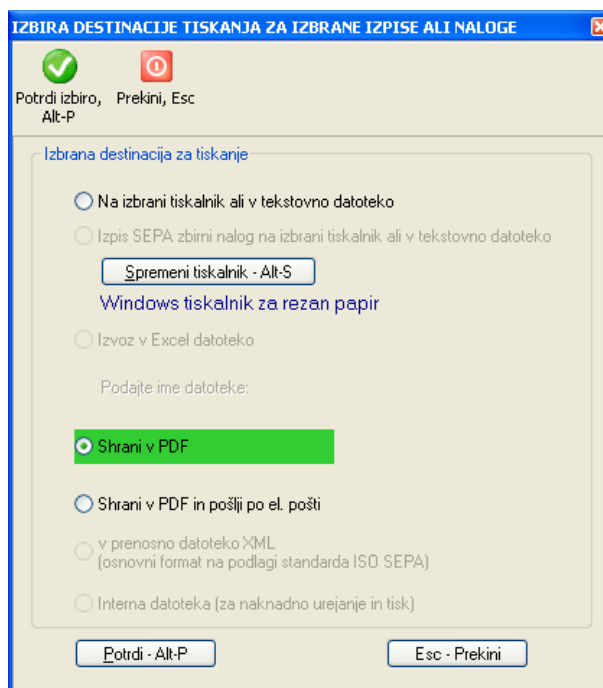 IZBIRA DESTINACIJE TISKANJA ZA IZBRANE IZPISE ALI NALOGE
Potrdi izbiro, Prekini, Esc
Alt-P
Izbrana destinacija za tiskanje
Na izbrani tiskalnik ali v tekstovno datoteko
Izpis SEPA zbirni nalog na izbrani tiskalnik ali v tekstovno datoteko
Spremeni tiskalnik - Alt-S
Windows tiskalnik za rezan papir
Izvoz v Excel datoteko
Podajte ime datoteke:
Shrani v PDF
Shrani v PDF in pošlji po el. pošti
v prenosno datoteko XML
(osnovni format na podlagi standarda ISO SEPA)
Interna datoteka (za naknadno urejanje in tisk)
Potrdi - Alt-P Esc - Prekini